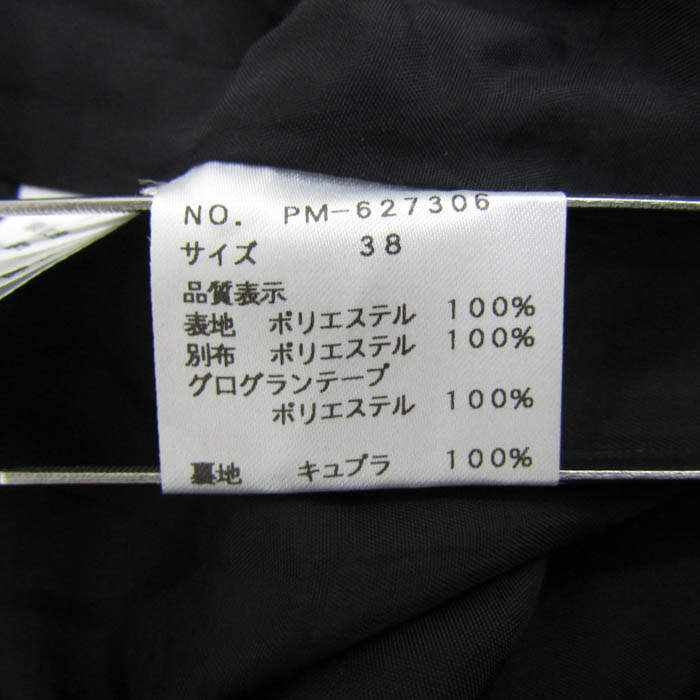 NO. PM-627306
サイズ 38
品質表示
表地 ポリエステル 100%
別布 ポリエステル 100%
グログランテープ
ポリエステル 100%
裏地 キュプラ 100%